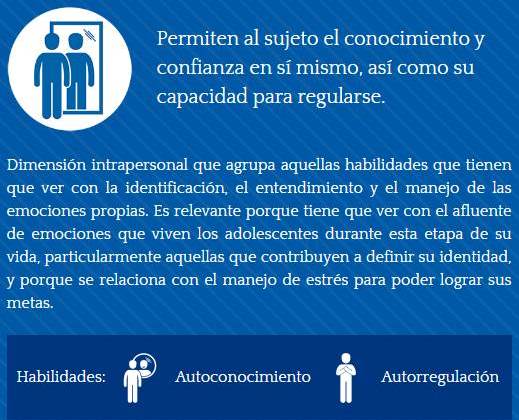 Permiten al sujeto el conocimiento y
confianza en sí mismo, así como su
capacidad para regularse.
Dimensión intrapersonal que agrupa aquellas habilidades que tienen
que ver con la identificación, el entendimiento y el manejo de las
emociones propias. Es relevante porque tiene que ver con el afluente
de emociones que viven los adolescentes durante esta etapa de su
vida, particularmente aquellas que contribuyen a definir su identidad,
y porque se relaciona con el manejo de estrés para poder lograr sus
metas.
Habilidades: Autoconocimiento Autorregulación